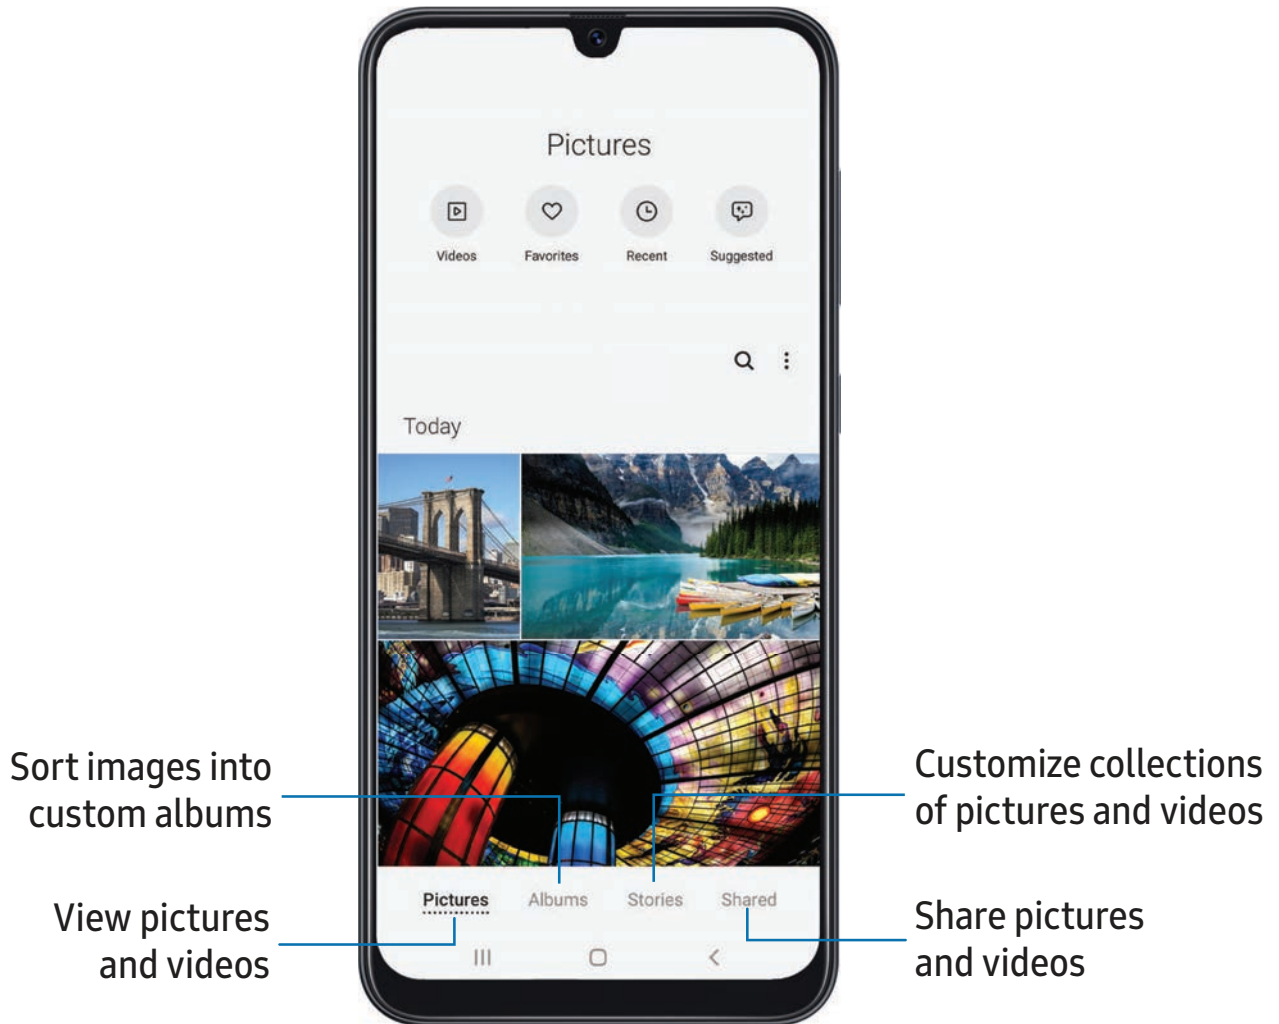 Pictures
Videos Favorites Recent Suggested
Today
Sort images into
custom albums
Customize collections
of pictures and videos
Pictures Albums Stories Shared
View pictures
and videos
Share pictures
and videos